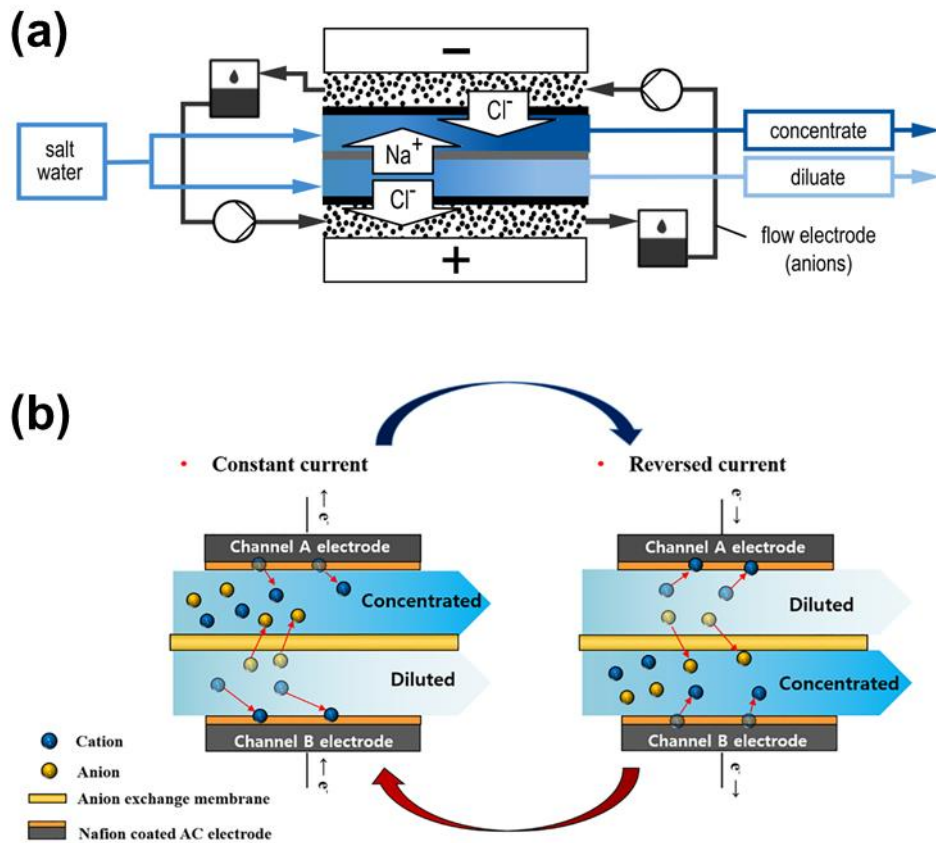 (a)
−
Cl⁻
Na⁺
Cl⁻
+
salt
water
concentrate
diluate
flow electrode
(anions)
(b)
• Constant current
• Reversed current
e⁻ →
e⁻ ↓
Channel A electrode
Channel A electrode
Concentrated
Diluted
Diluted
Concentrated
Channel B electrode
Channel B electrode
e⁻ →
e⁻ ↓
Cation
Anion
Anion exchange membrane
Nafion coated AC electrode